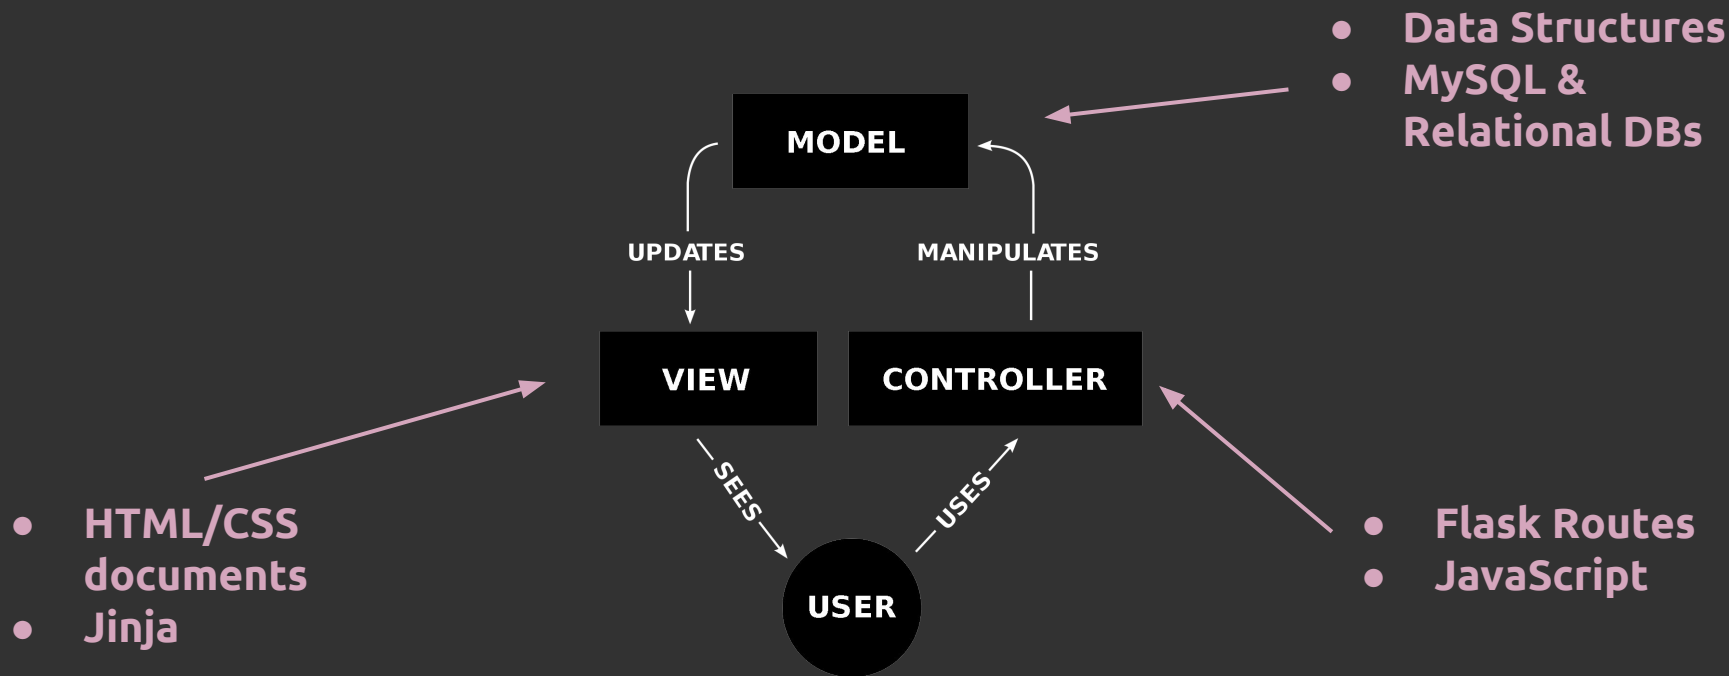 ● Data Structures
● MySQL &
Relational DBs
MODEL
UPDATES
MANIPULATES
VIEW
CONTROLLER
SEES
USES
● HTML/CSS
documents
● Jinja
● Flask Routes
● JavaScript
USER